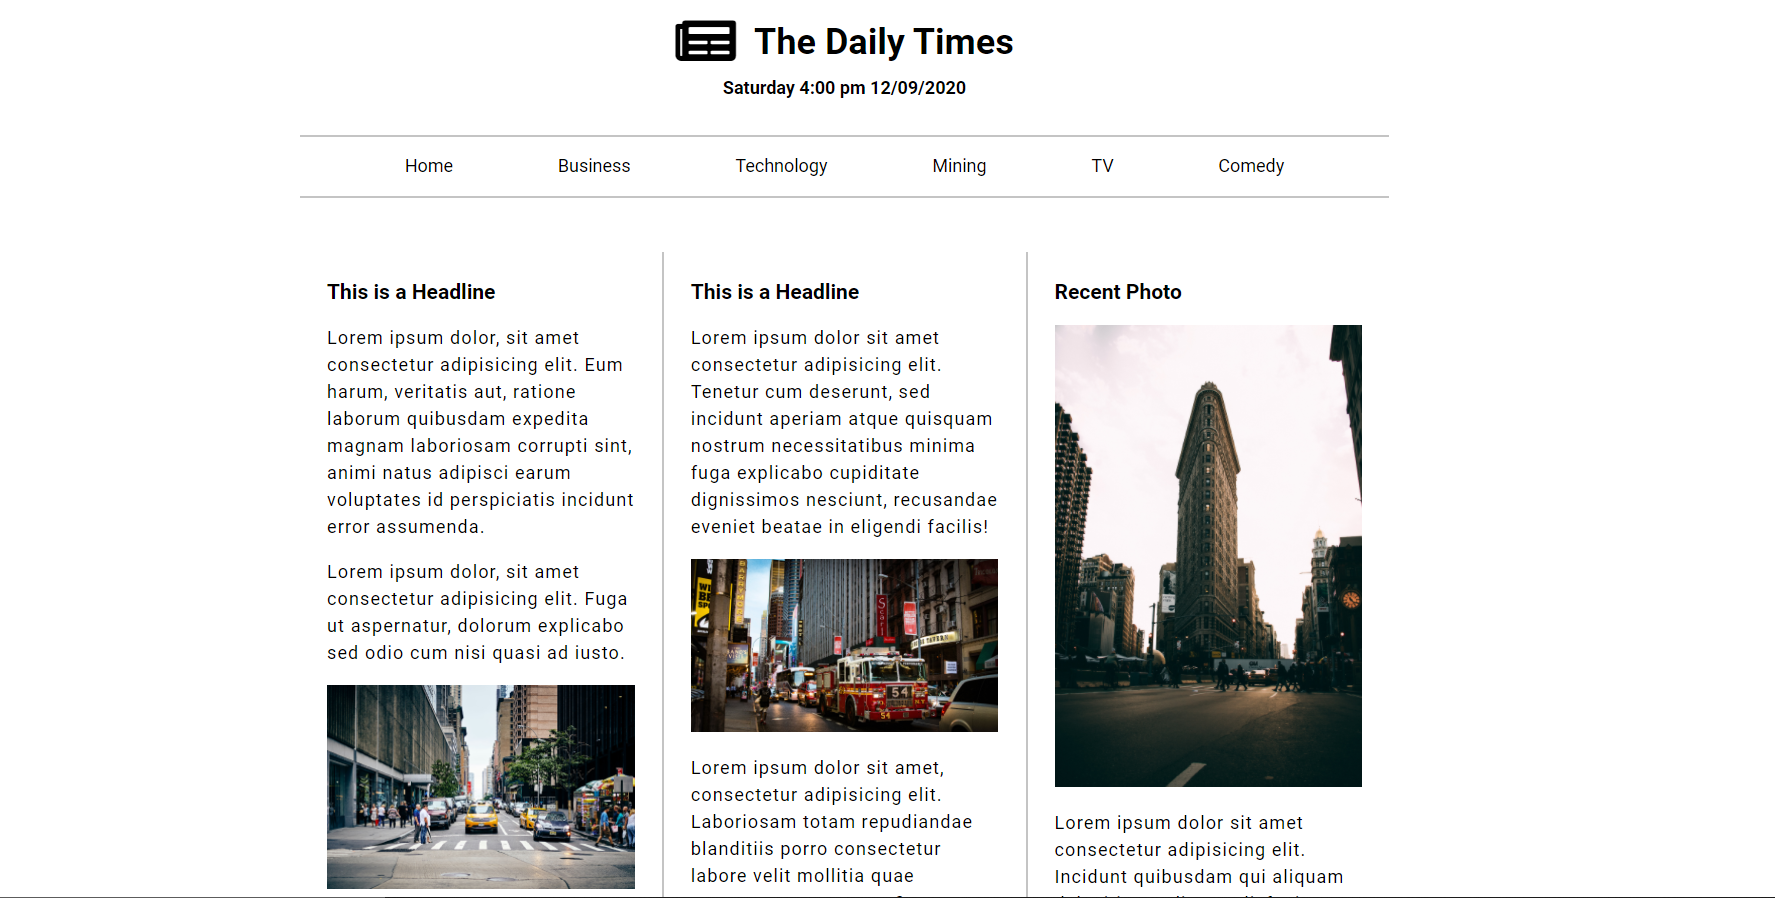 The Daily Times
Saturday 4:00 pm 12/09/2020
Home Business Technology Mining TV Comedy
This is a Headline
Lorem ipsum dolor, sit amet
consectetur adipisicing elit. Eum
harum, veritatis aut, ratione
laborum quibusdam expedita
magnam laboriosam corrupti sint,
animi natus adipisci earum
voluptates id perspiciatis incidunt
error assumenda.
Lorem ipsum dolor, sit amet
consectetur adipisicing elit. Fuga
ut aspernatur, dolorum explicabo
sed odio cum nisi quasi ad iusto.
This is a Headline
Lorem ipsum dolor sit amet
consectetur adipisicing elit.
Tenetur cum deserunt, sed
incidunt aperiam atque quisquam
nostrum necessitatibus minima
fuga explicabo cupiditate
dignissimos nesciunt, recusandae
eveniet beatae in eligendi facilis!
54
TAVERN
54
Lorem ipsum dolor sit amet,
consectetur adipisicing elit.
Laboriosam totam repudiandae
blanditiis porro consectetur
labore velit mollitia quae
Recent Photo
Lorem ipsum dolor sit amet
consectetur adipisicing elit.
Incidunt quibusdam qui aliquam